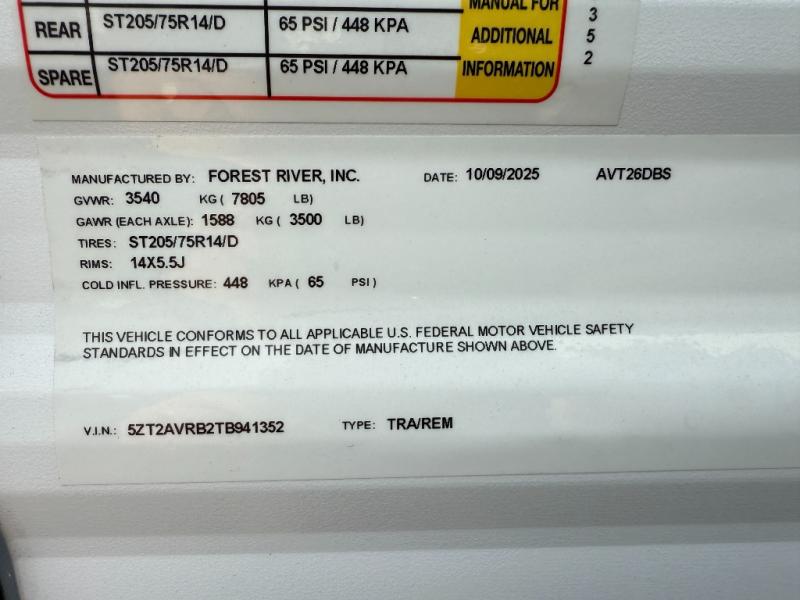 MANUAL FOR
REAR ST205/75R14/D 65 PSI / 448 KPA ADDITIONAL
SPARE ST205/75R14/D 65 PSI / 448 KPA INFORMATION
3
5
2
MANUFACTURED BY: FOREST RIVER, INC. DATE: 10/09/2025 AVT26DBS
GVWR: 3540 KG ( 7805 LB)
GAWR (EACH AXLE): 1588 KG ( 3500 LB)
TIRES: ST205/75R14/D
RIMS: 14X5.5J
COLD INFL. PRESSURE: 448 KPA ( 65 PSI )
THIS VEHICLE CONFORMS TO ALL APPLICABLE U.S. FEDERAL MOTOR VEHICLE SAFETY
STANDARDS IN EFFECT ON THE DATE OF MANUFACTURE SHOWN ABOVE.
V.I.N.: 5ZT2AVRB2TB941352 TYPE: TRA/REM